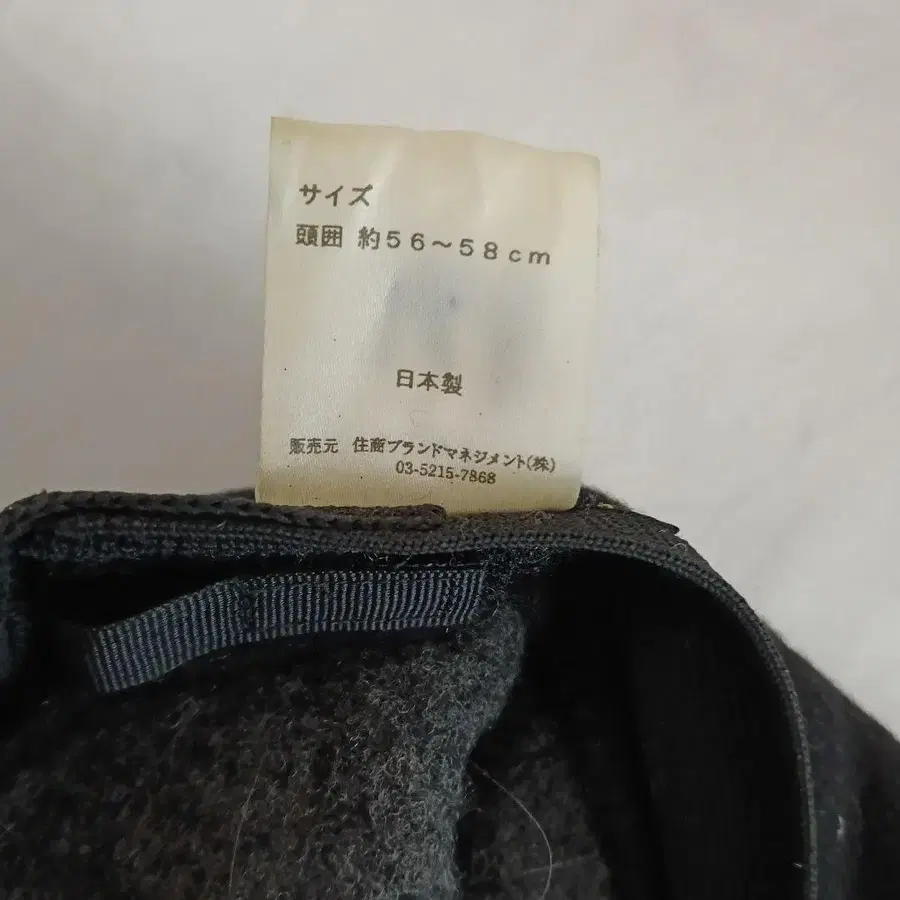 サイズ
頭囲 約56～58cm
日本製
販売元 住商ブランドマネジメント(株)
03-5215-7868